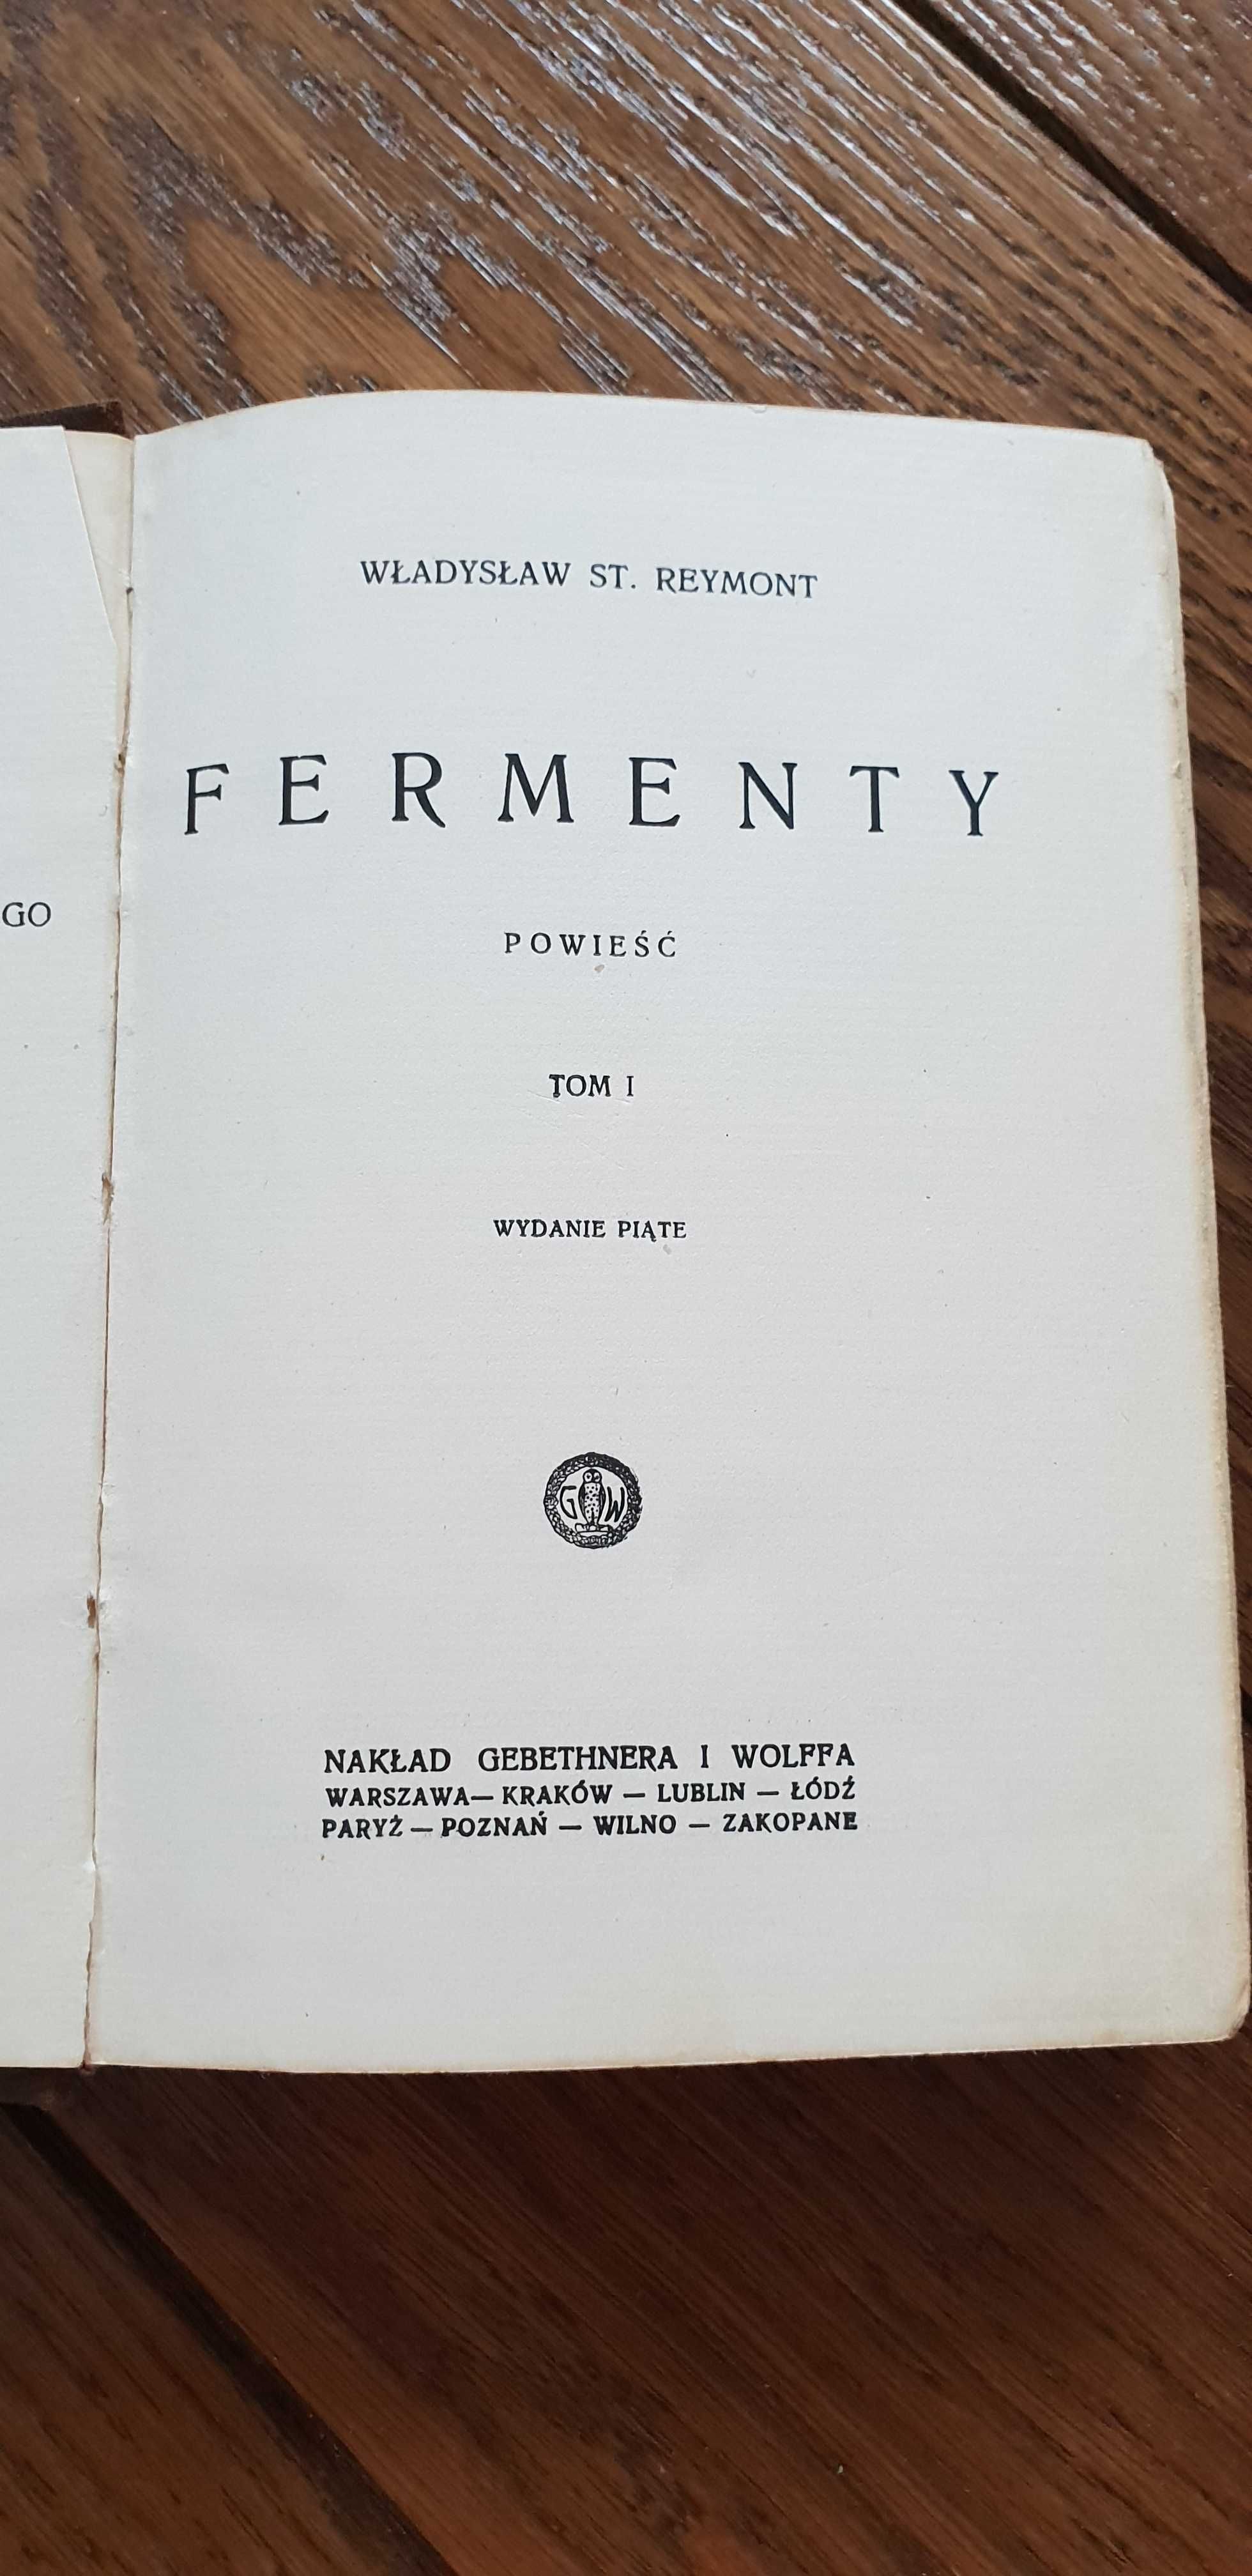 GO
WŁADYSŁAW ST. REYMONT
FERMENTY
POWIEŚĆ
TOM I
WYDANIE PIĄTE
G W
NAKŁAD GEBETHNERA I WOLFFA
WARSZAWA — KRAKÓW — LUBLIN — ŁÓDŹ
PARYŻ — POZNAŃ — WILNO — ZAKOPANE